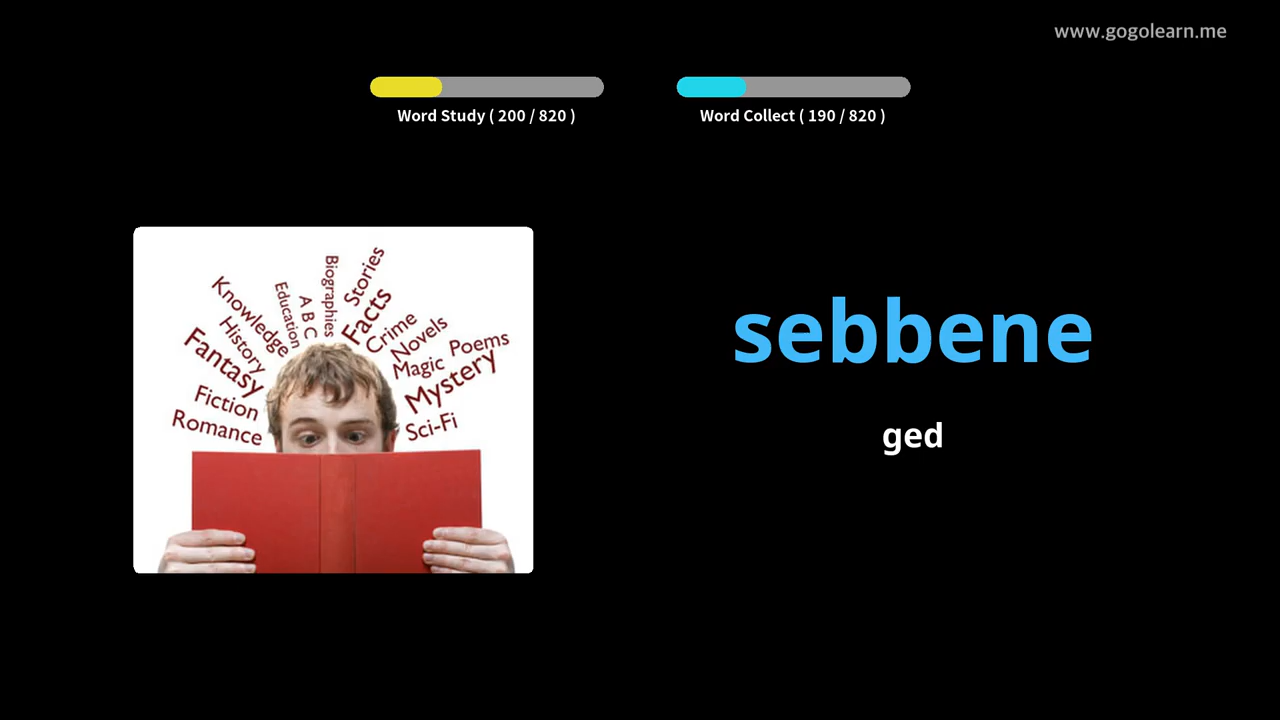 www.gogolearn.me
Word Study ( 200 / 820 )
Word Collect ( 190 / 820 )
sebbene
ged
Biographies
Stories
Education
A B C
Facts
Knowledge
Crime
History
Novels
Poems
Fantasy
Magic
Mystery
Fiction
Sci-Fi
Romance